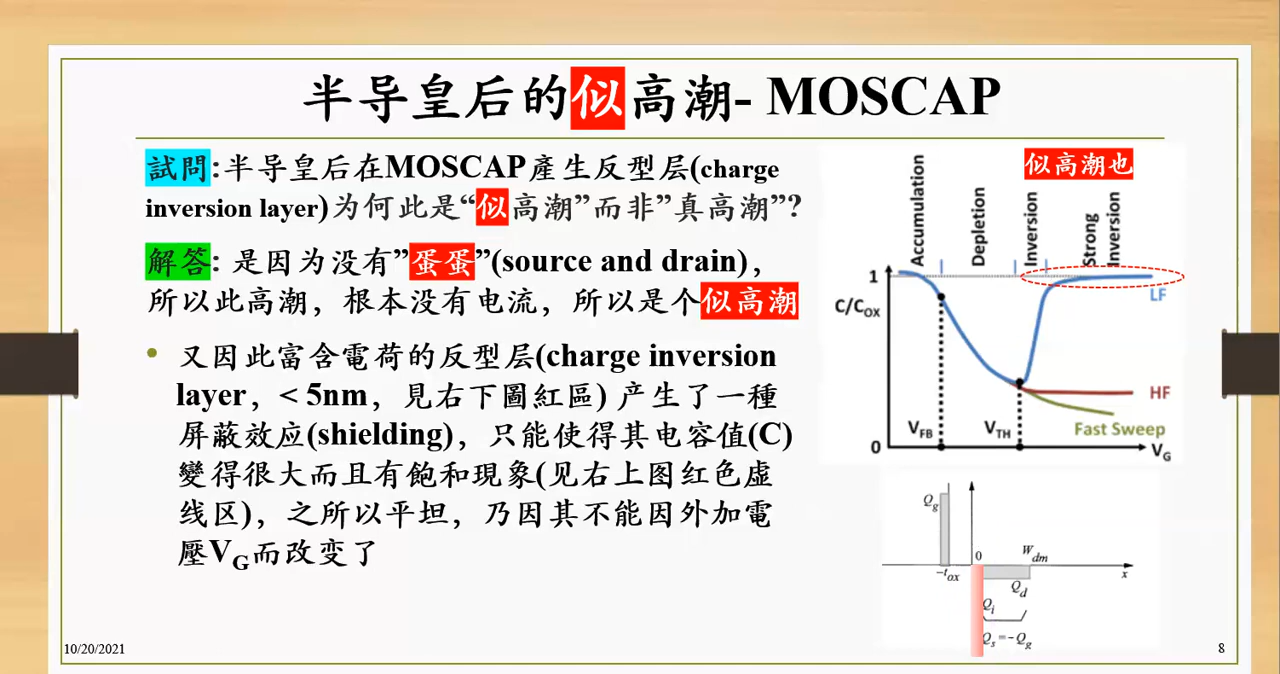 半导皇后的似高潮- MOSCAP
試問:半导皇后在MOSCAP產生反型层(charge
inversion layer)为何此是“似高潮”而非”真高潮”?
解答: 是因为没有”蛋蛋”(source and drain)，
所以此高潮，根本没有电流，所以是个似高潮
• 又因此富含電荷的反型层(charge inversion
layer，< 5nm，見右下圖紅區) 产生了一種
屏蔽效应(shielding)，只能使得其电容值(C)
變得很大而且有飽和現象(见右上图红色虚
线区)，之所以平坦，乃因其不能因外加電
壓VG而改变了
似高潮也
Accumulation
Depletion
Inversion
Strong
Inversion
1
C/COX
LF
HF
VFB
VTH
Fast Sweep
0
VG
Qg
0
Wdm
−tox
x
Qd
Qi
Qs = −Qg
10/20/2021
8